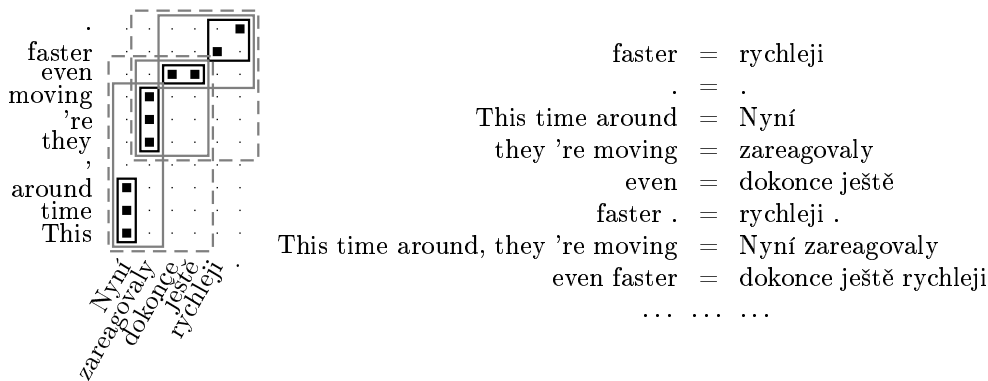 .
faster
even
moving
're
they
,
around
time
This
Nyní
zareagovaly
dokonce
ještě
rychleji
.
faster = rychleji
. = .
This time around = Nyní
they 're moving = zareagovaly
even = dokonce ještě
faster . = rychleji .
This time around, they 're moving = Nyní zareagovaly
even faster = dokonce ještě rychleji
... ... ...